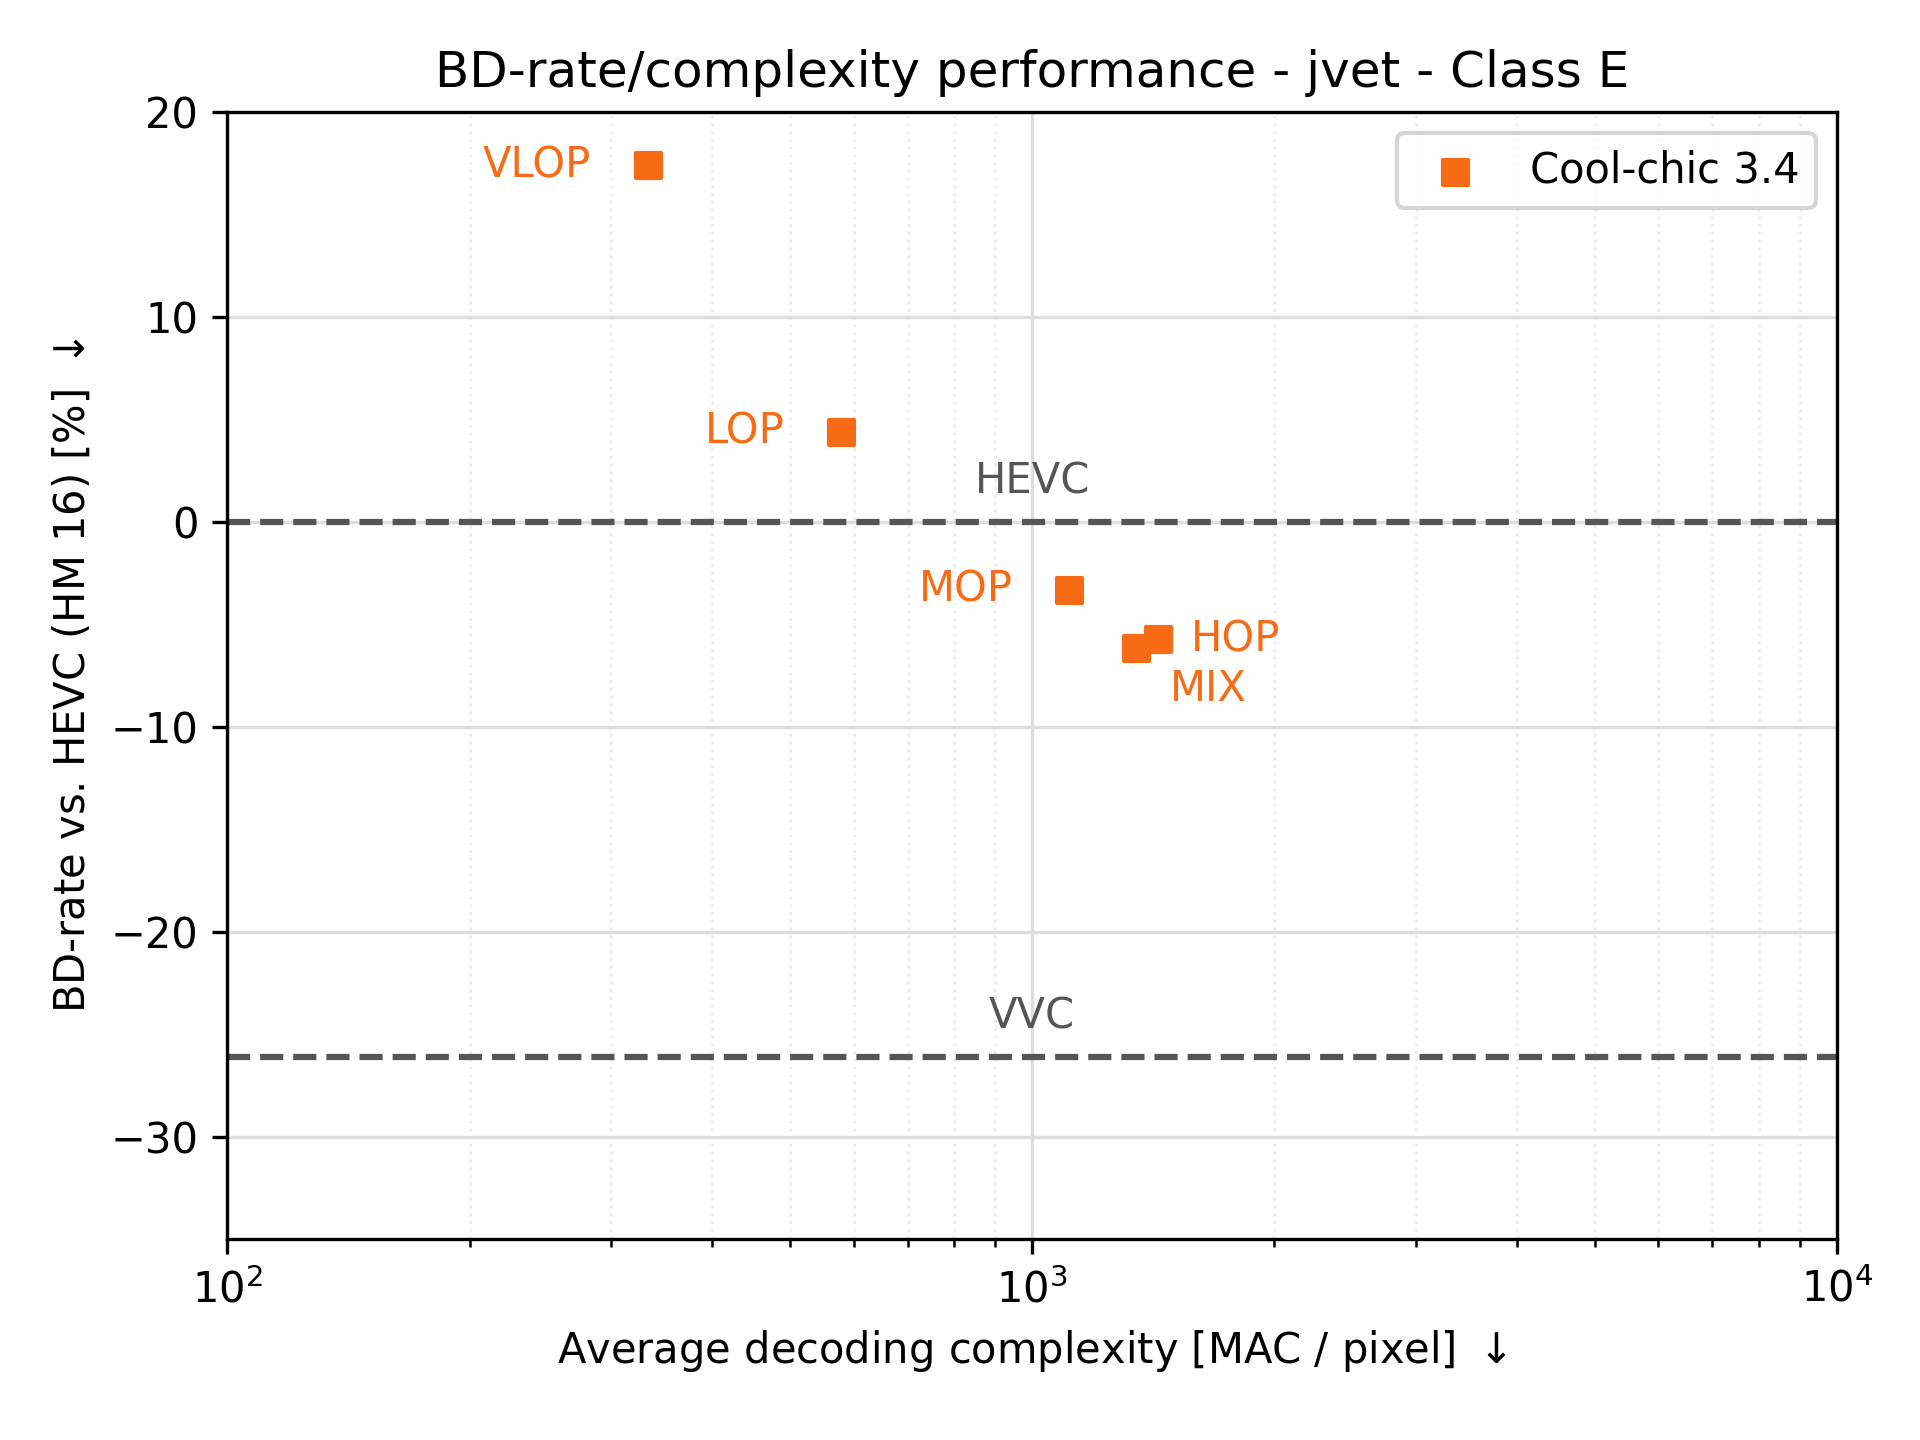 BD-rate/complexity performance - jvet - Class E
Cool-chic 3.4
BD-rate vs. HEVC (HM 16) [%] ↓
20
10
0
−10
−20
−30
VLOP
LOP
HEVC
MOP
HOP
MIX
VVC
10²
10³
10⁴
Average decoding complexity [MAC / pixel] ↓